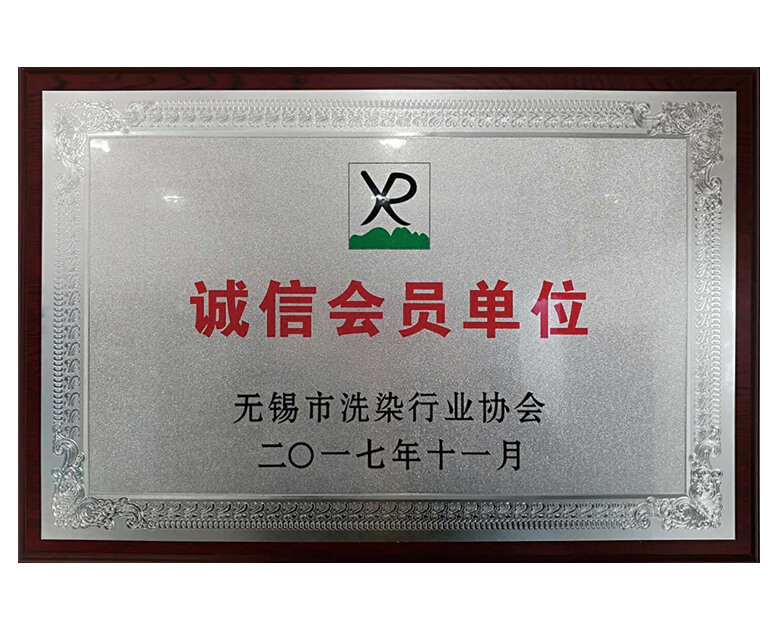 诚信会员单位
无锡市洗染行业协会
二〇一七年十一月